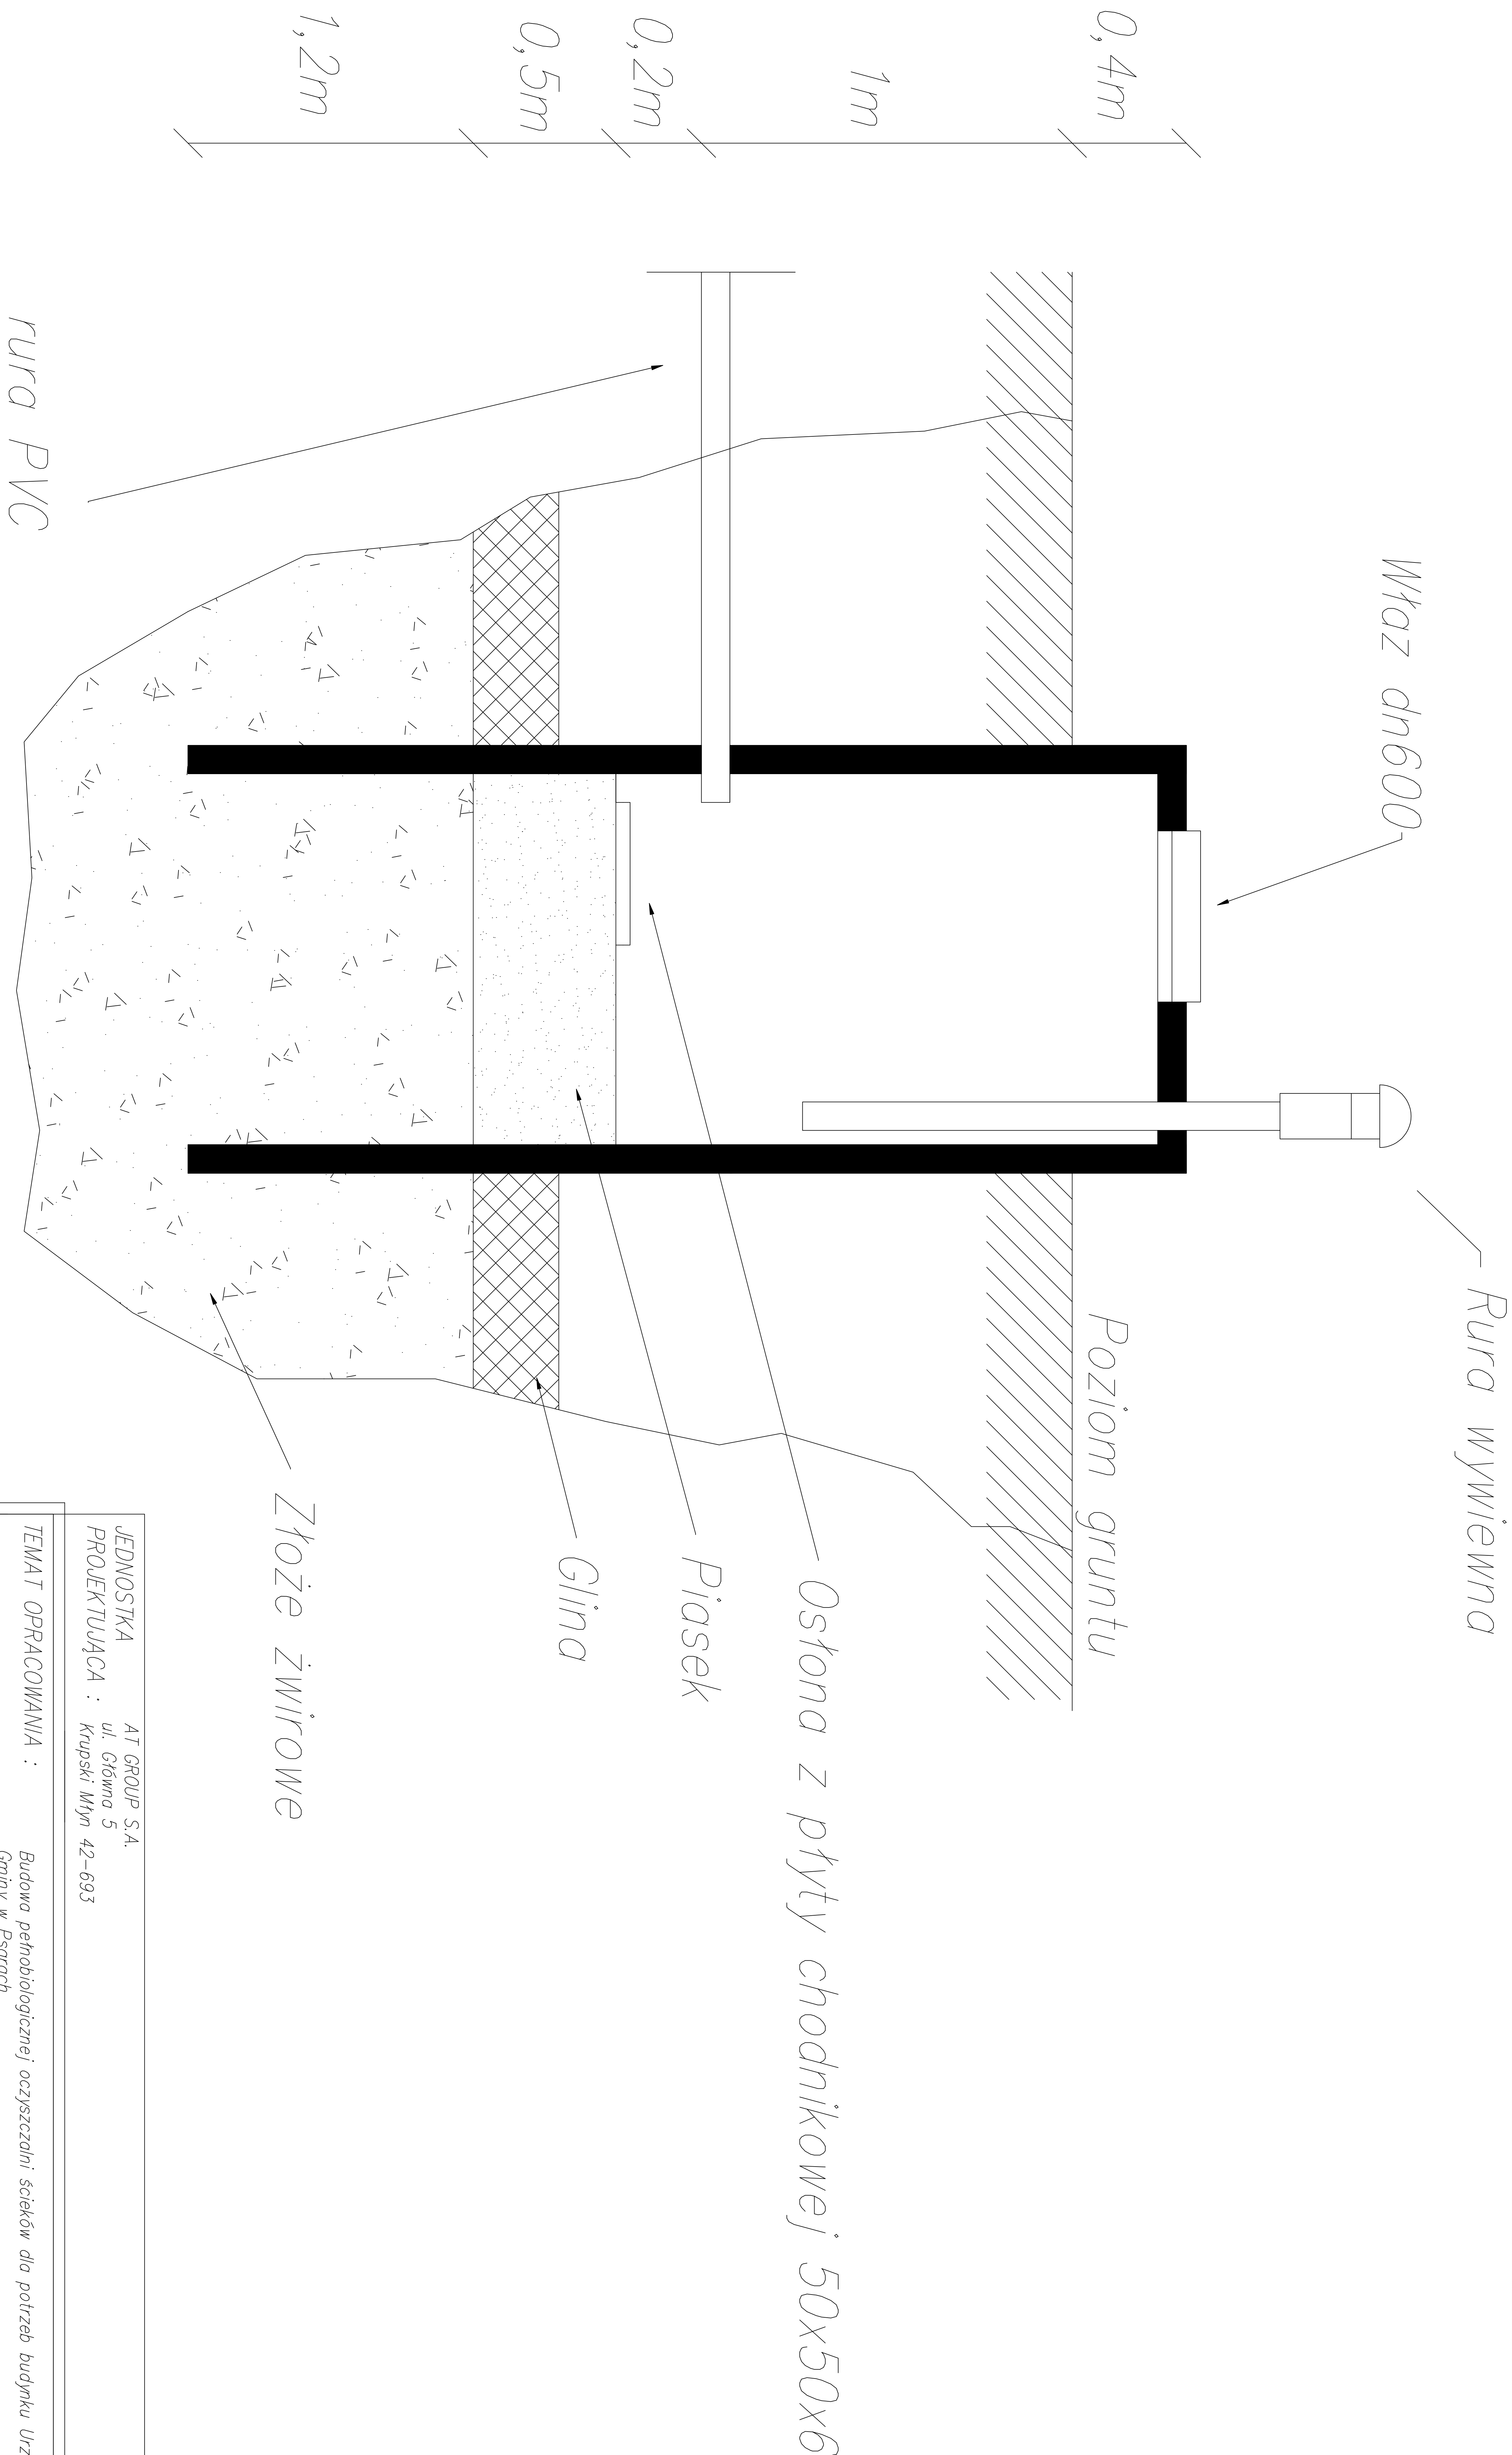 Rura wywiewna
Właz dn600
0,4m
Poziom gruntu
1m
0,2m
Osłona z płyty chodnikowej 50x50x6
Piasek
0,5m
Glina
1,2m
Złoże żwirowe
rura PVC
JEDNOSTKA
PROJEKTUJĄCA :
AT GROUP S.A.
ul. Główna 5
Krupski Młyn 42-693
TEMAT OPRACOWANIA :
Budowa pełnobiologicznej oczyszczalni ścieków dla potrzeb budynku Urz
Gminy w Psarach